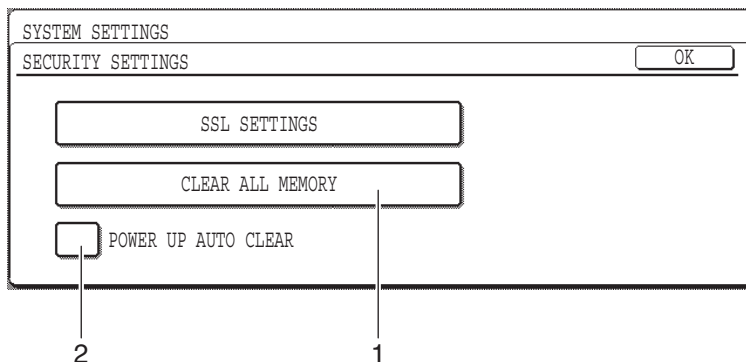 SYSTEM SETTINGS
SECURITY SETTINGS
OK
SSL SETTINGS
CLEAR ALL MEMORY
POWER UP AUTO CLEAR
2
1